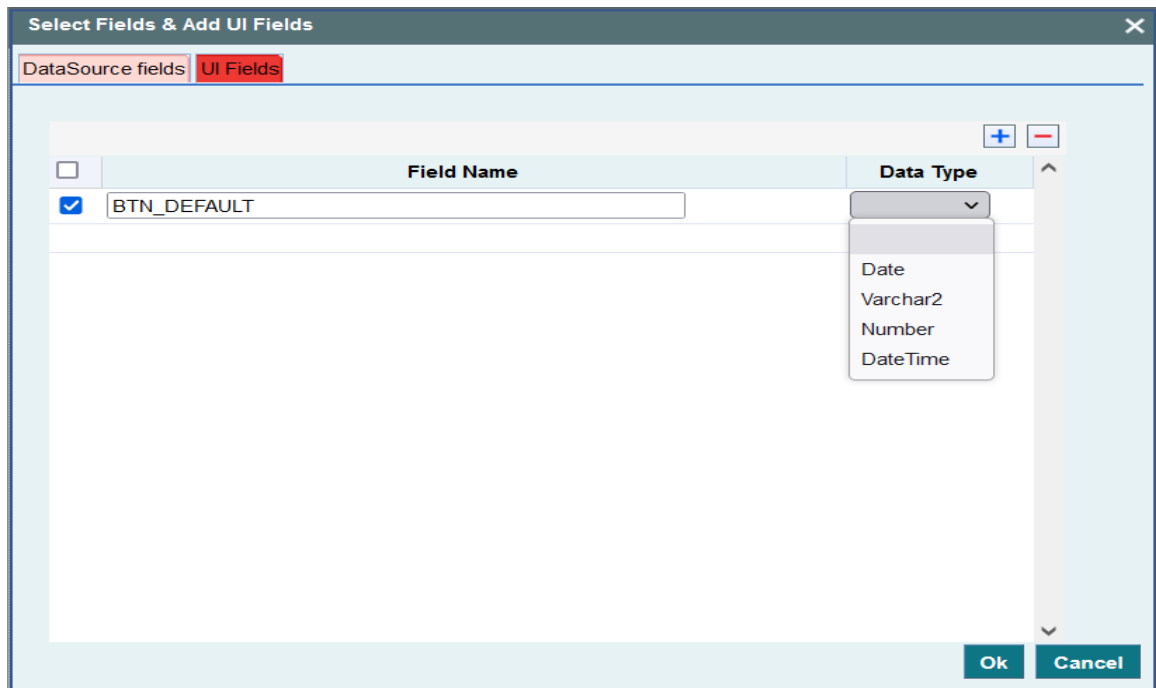 Select Fields & Add UI Fields
DataSource fields UI Fields
Field Name Data Type
BTN_DEFAULT
Date
Varchar2
Number
DateTime
Ok Cancel